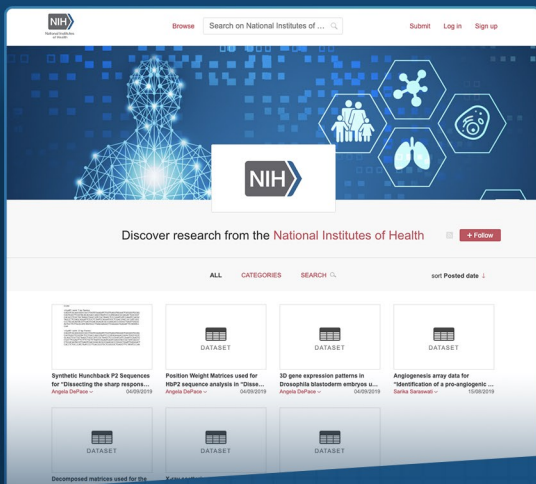 NIH
National Institutes
of Health
Browse
Search on National Institutes of ...
Submit Log in Sign up
NIH
Discover research from the National Institutes of Health
+ Follow
ALL CATEGORIES SEARCH
sort Posted date ↓
DATASET DATASET DATASET
Synthetic Hunchback P2 Sequences
for "Dissecting the sharp respons...
Angela DePace 04/09/2019
Position Weight Matrices used for
HbP2 sequence analysis in "Disse...
Angela DePace 04/09/2019
3D gene expression patterns in
Drosophila blastoderm embryos u...
Angela DePace 04/09/2019
Angiogenesis array data for
"Identification of a pro-angiogenic ...
Sarika Saraswati 15/08/2019
DATASET DATASET DATASET
Decomposed matrices used for the